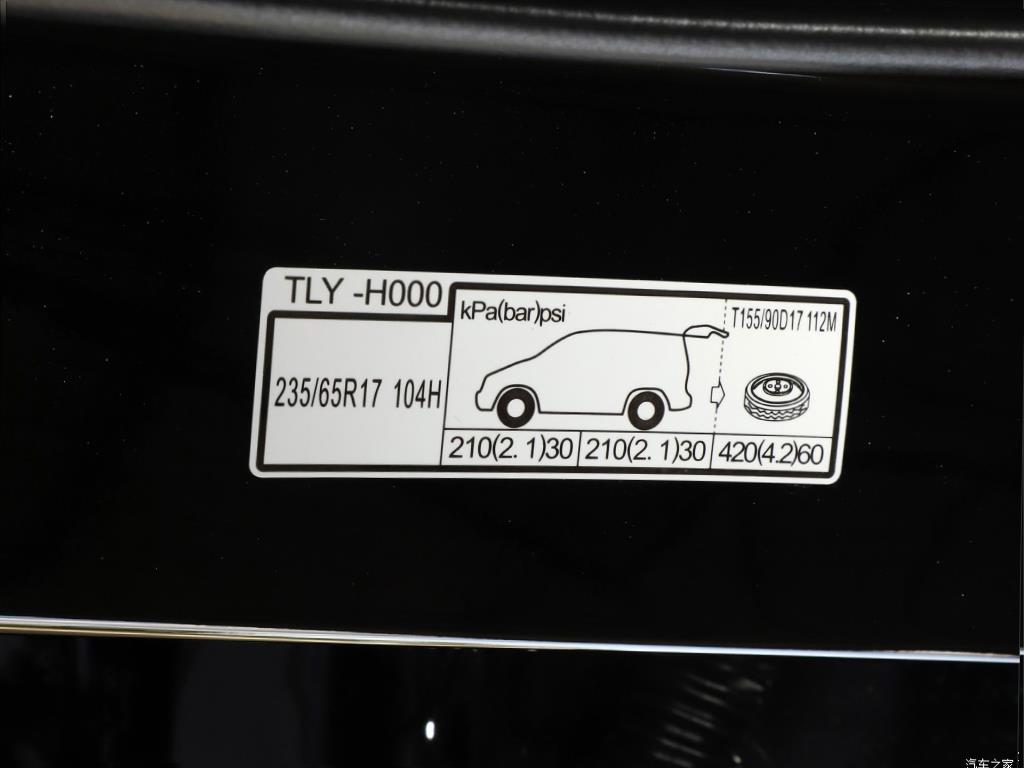 TLY -H000
235/65R17 104H
kPa(bar)psi
T155/90D17 112M
210(2. 1)30
210(2. 1)30
420(4.2)60
汽车之家